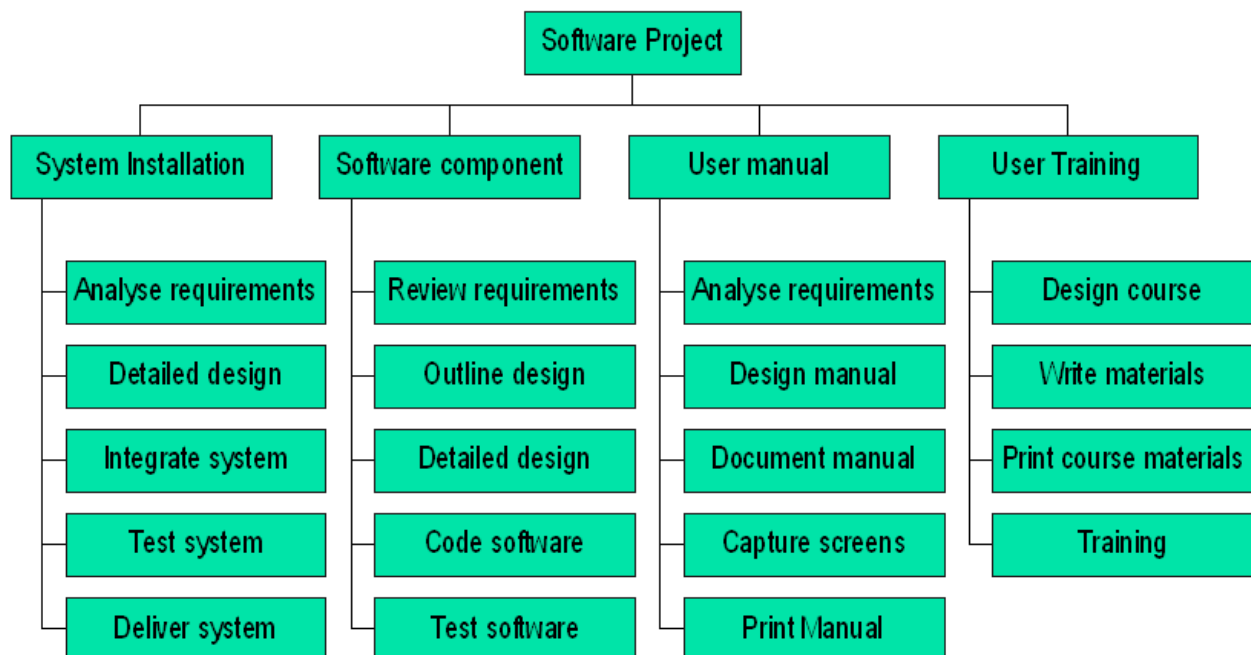 Software Project
System Installation
Software component
User manual
User Training
Analyse requirements
Review requirements
Analyse requirements
Design course
Detailed design
Outline design
Design manual
Write materials
Integrate system
Detailed design
Document manual
Print course materials
Test system
Code software
Capture screens
Training
Deliver system
Test software
Print Manual